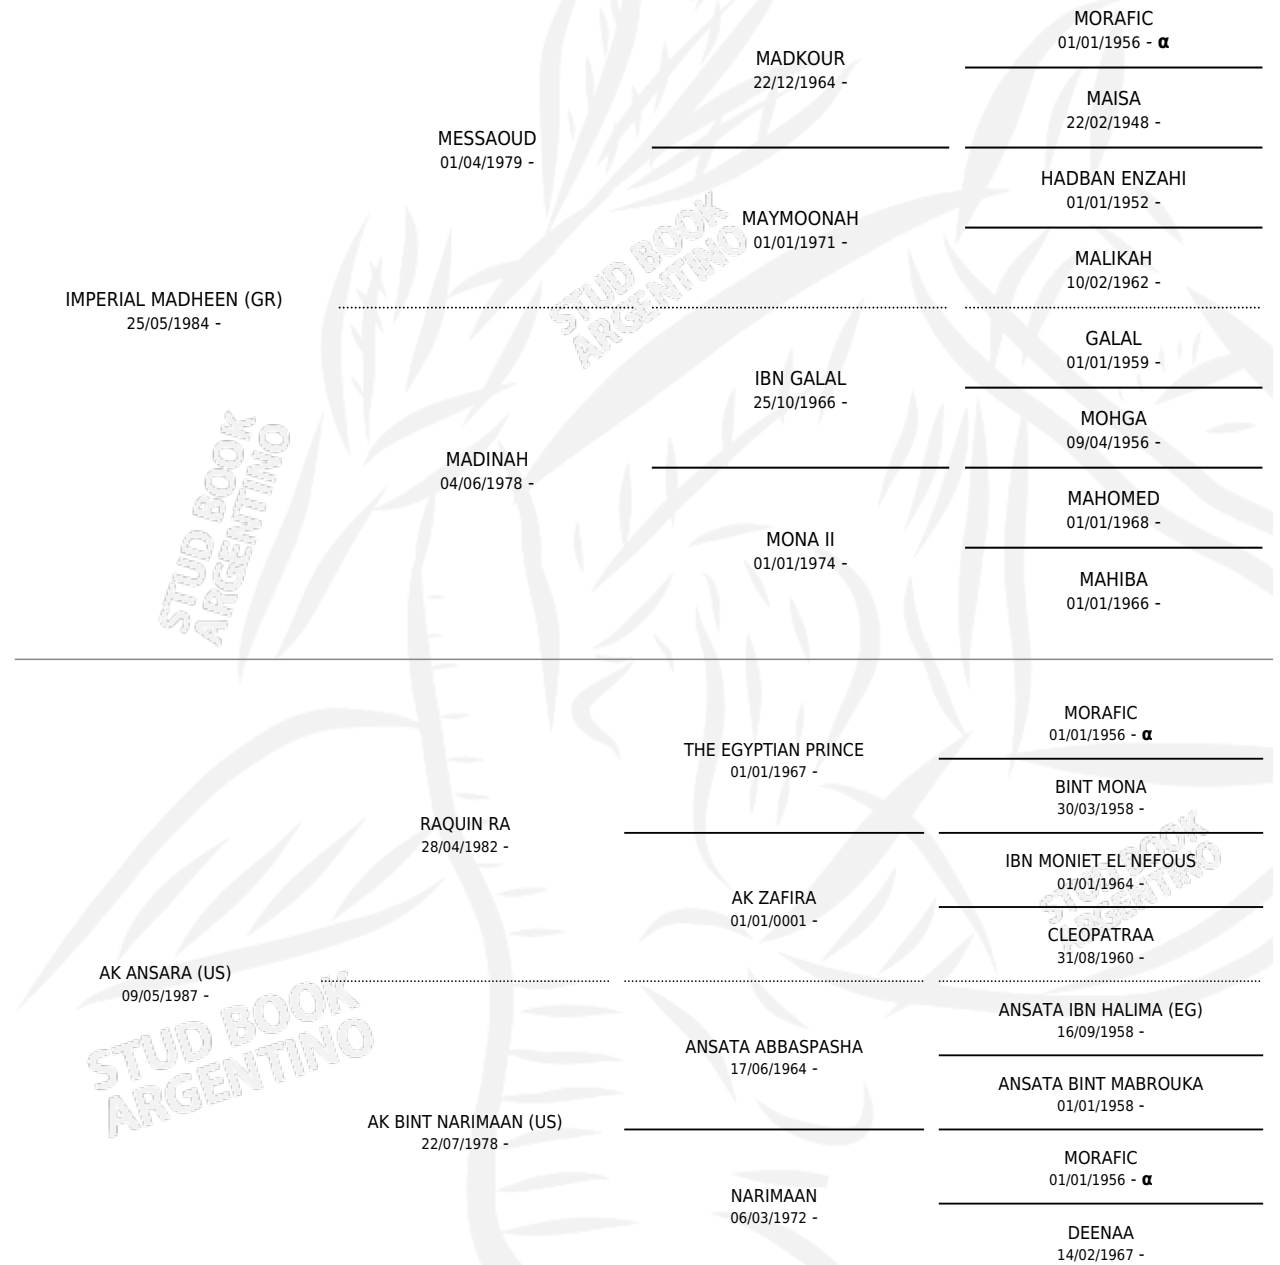 MORAFIC
01/01/1956 - α
MADKOUR
22/12/1964 -
MAISA
22/02/1948 -
MESSAOUD
01/04/1979 -
HADBAN ENZAHI
01/01/1952 -
MAYMOONAH
01/01/1971 -
MALIKAH
10/02/1962 -
IMPERIAL MADHEEN (GR)
25/05/1984 -
STUD BOOK
ARGENTINO
GALAL
01/01/1959 -
IBN GALAL
25/10/1966 -
MOHGA
09/04/1956 -
MADINAH
04/06/1978 -
MAHOMED
01/01/1968 -
MONA II
01/01/1974 -
MAHIBA
01/01/1966 -
STUD BOOK
ARGENTINO
MORAFIC
01/01/1956 - α
THE EGYPTIAN PRINCE
01/01/1967 -
BINT MONA
30/03/1958 -
RAQUIN RA
28/04/1982 -
IBN MONIET EL NEFOUS
01/01/1964 -
AK ZAFIRA
01/01/0001 -
CLEOPATRAA
31/08/1960 -
STUD BOOK
ARGENTINO
AK ANSARA (US)
09/05/1987 -
STUD BOOK
ARGENTINO
ANSATA IBN HALIMA (EG)
16/09/1958 -
ANSATA ABBASPASHA
17/06/1964 -
ANSATA BINT MABROUKA
01/01/1958 -
AK BINT NARIMAAN (US)
22/07/1978 -
MORAFIC
01/01/1956 - α
NARIMAAN
06/03/1972 -
DEENAA
14/02/1967 -